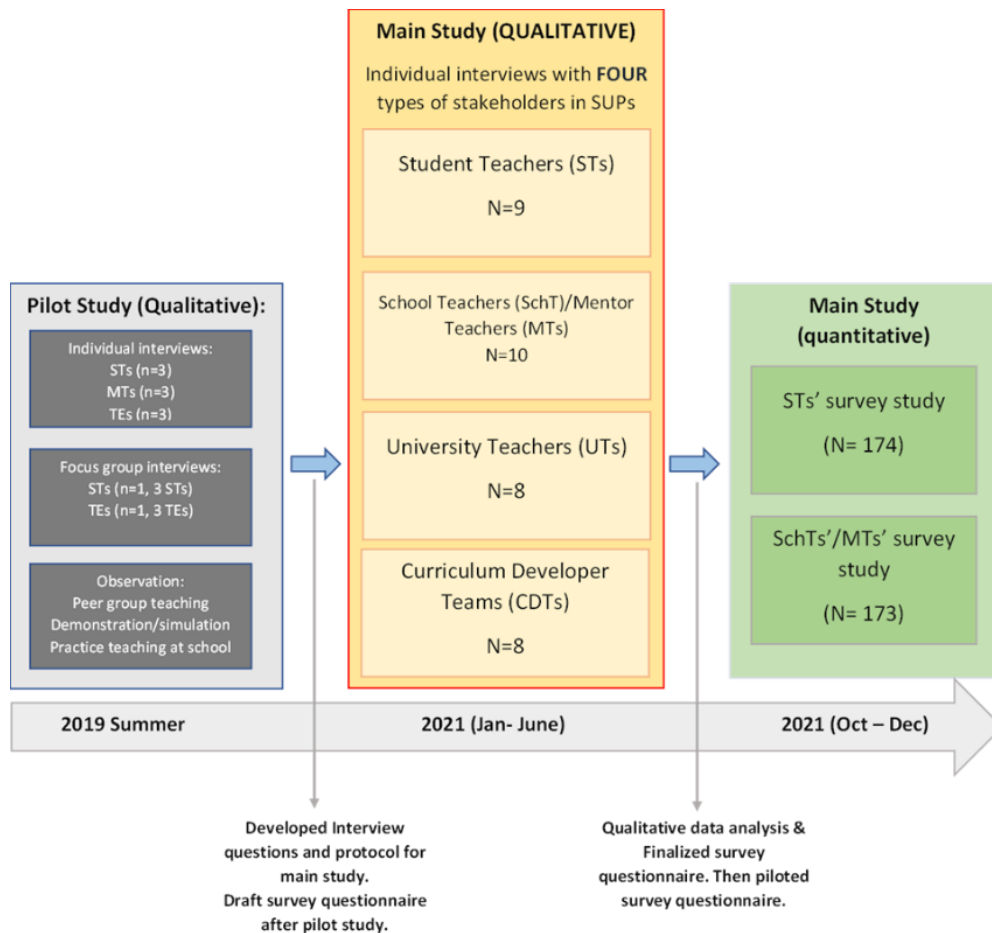 Pilot Study (Qualitative):
Individual interviews:
STs (n=3)
MTs (n=3)
TEs (n=3)
Focus group interviews:
STs (n=1, 3 STs)
TEs (n=1, 3 TEs)
Observation:
Peer group teaching
Demonstration/simulation
Practice teaching at school
Main Study (QUALITATIVE)
Individual interviews with FOUR
types of stakeholders in SUPs
Student Teachers (STs)
N=9
School Teachers (SchT)/Mentor
Teachers (MTs)
N=10
University Teachers (UTs)
N=8
Curriculum Developer
Teams (CDTs)
N=8
Main Study
(quantitative)
STs’ survey study
(N= 174)
SchTs’/MTs’ survey
study
(N= 173)
2019 Summer
2021 (Jan- June)
2021 (Oct – Dec)
Developed Interview
questions and protocol for
main study.
Draft survey questionnaire
after pilot study.
Qualitative data analysis &
Finalized survey
questionnaire. Then piloted
survey questionnaire.